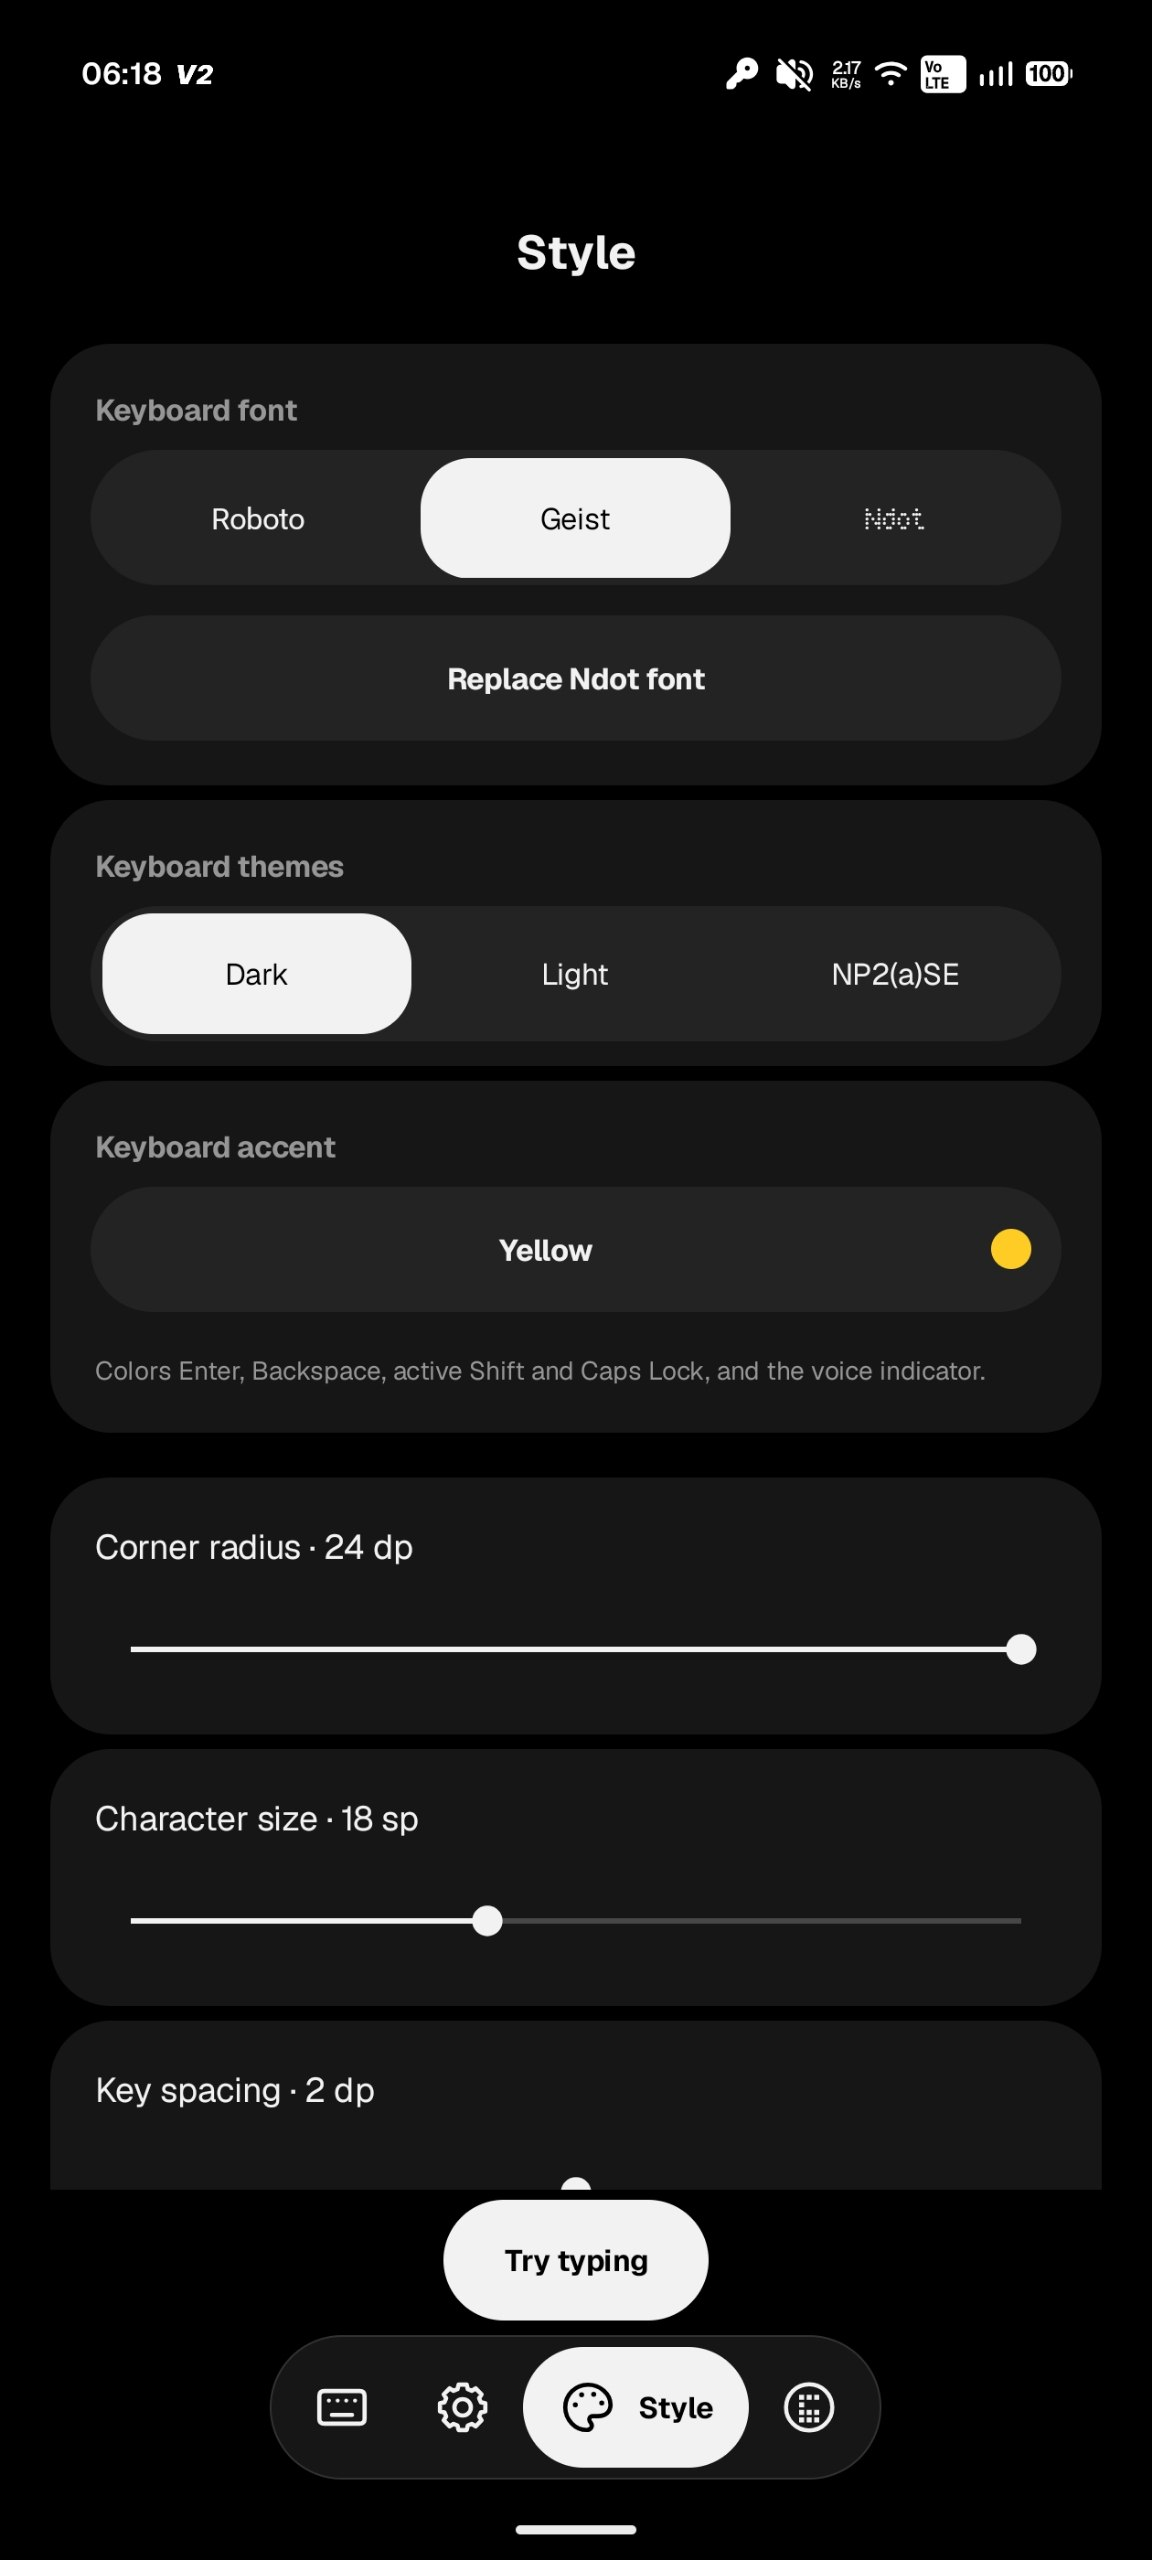 06:18 V2
2.17
KB/s
Vo
LTE
100
Style
Keyboard font
Roboto
Geist
Ndot
Replace Ndot font
Keyboard themes
Dark
Light
NP2(a)SE
Keyboard accent
Yellow
Colors Enter, Backspace, active Shift and Caps Lock, and the voice indicator.
Corner radius · 24 dp
Character size · 18 sp
Key spacing · 2 dp
Try typing
Style